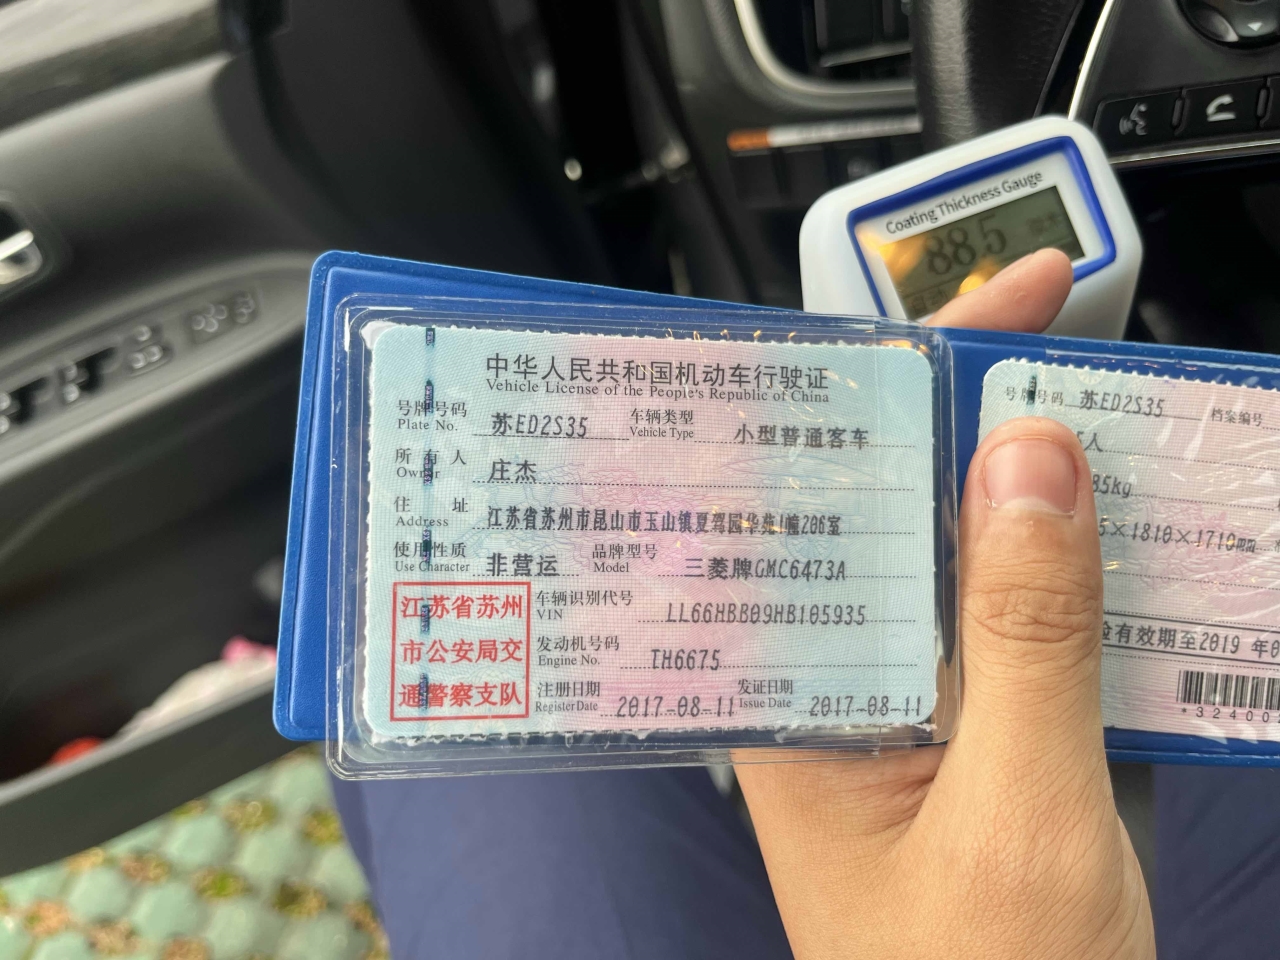 Coating Thickness Gauge
885
中华人民共和国机动车行驶证
Vehicle License of the People's Republic of China
号牌号码 苏ED2S35 车辆类型 小型普通客车
Plate No. Vehicle Type
所有人 庄杰
Owner
住址 江苏省苏州市昆山市玉山镇夏驾园华苑1幢206室
Address
使用性质 非营运 品牌型号 三菱牌GMC6473A
Use Character Model
江苏省苏州
市公安局交
通警察支队
车辆识别代号 LL66HBB09HB105935
VIN
发动机号码 TH6675
Engine No.
注册日期 2017-08-11 发证日期 2017-08-11
Register Date Issue Date
号牌号码 苏ED2S35 档案编号
5人
85kg
5×1810×1710mm
检有效期至2019 年0
*32400